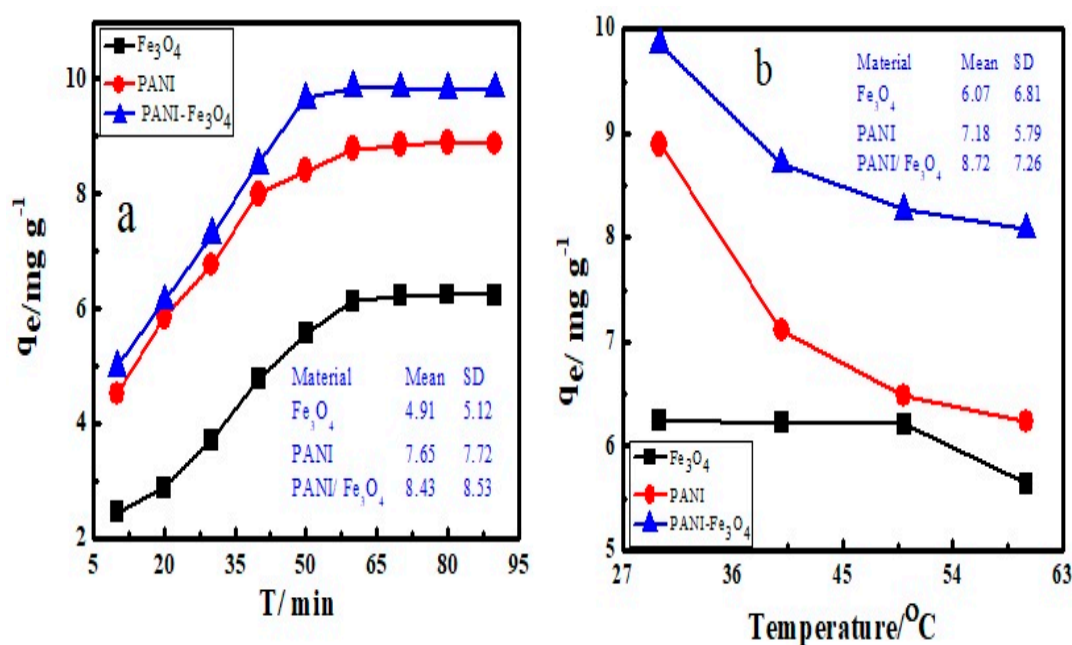 Fe₃O₄
PANI
PANI-Fe₃O₄
a
qe/mg g⁻¹
10
8
6
4
2
Material Mean SD
Fe₃O₄ 4.91 5.12
PANI 7.65 7.72
PANI/ Fe₃O₄ 8.43 8.53
5 20 35 50 65 80 95
T/ min
b
qe/ mg g⁻¹
10
9
8
7
6
5
Material Mean SD
Fe₃O₄ 6.07 6.81
PANI 7.18 5.79
PANI/ Fe₃O₄ 8.72 7.26
Fe₃O₄
PANI
PANI-Fe₃O₄
27 36 45 54 63
Temperature/⁰C